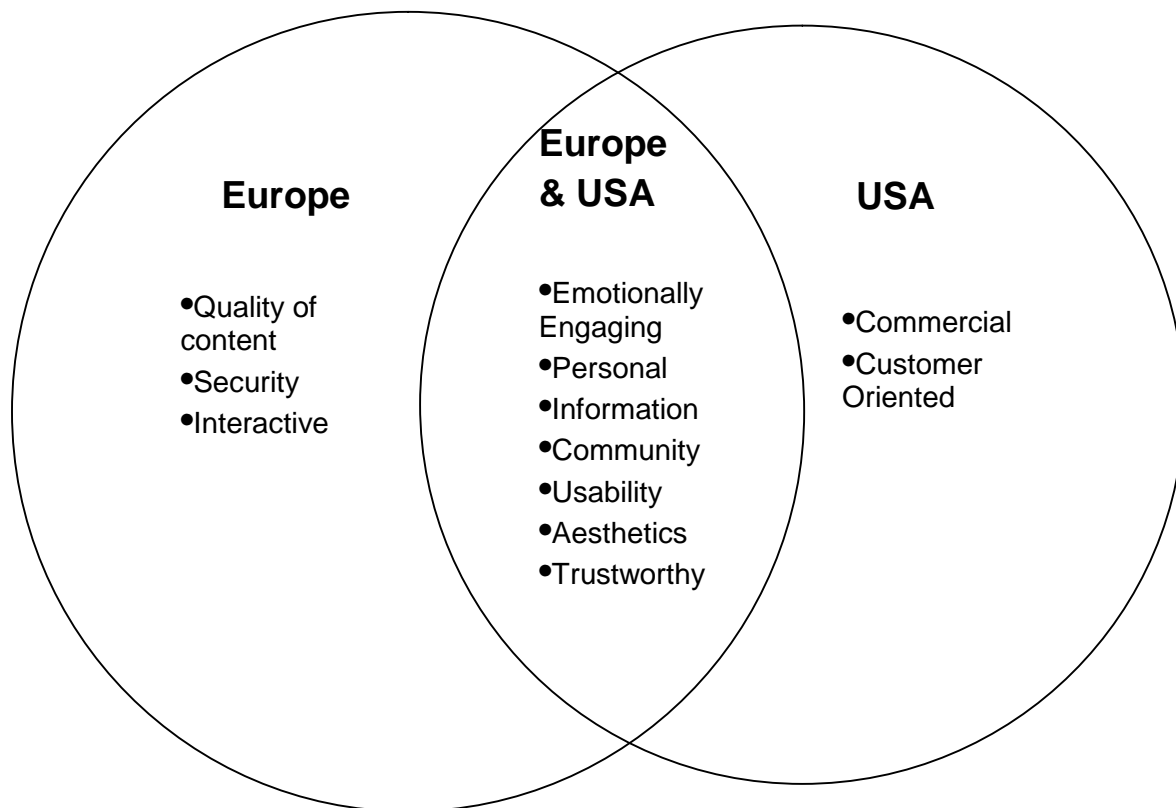 Europe
•Quality of
content
•Security
•Interactive
Europe
& USA
•Emotionally
Engaging
•Personal
•Information
•Community
•Usability
•Aesthetics
•Trustworthy
USA
•Commercial
•Customer
Oriented